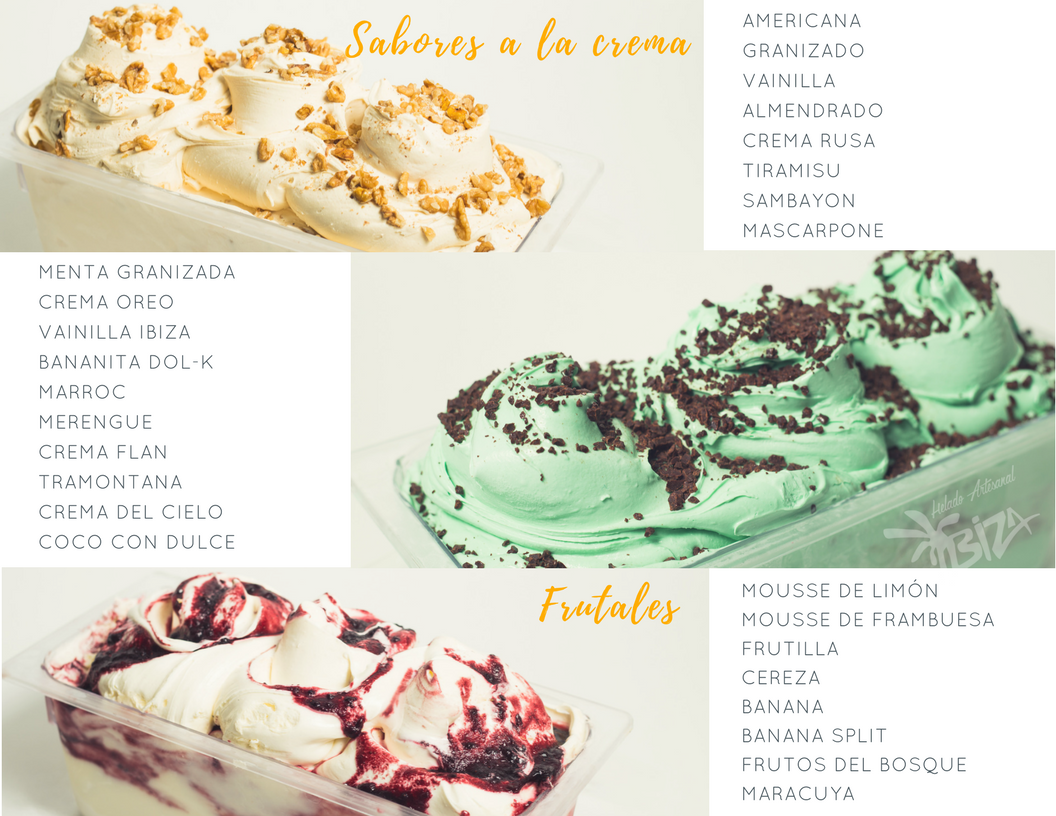 Sabores a la crema
AMERICANA
GRANIZADO
VAINILLA
ALMENDRADO
CREMA RUSA
TIRAMISU
SAMBAYON
MASCARPONE
MENTA GRANIZADA
CREMA OREO
VAINILLA IBIZA
BANANITA DOL-K
MARROC
MERENGUE
CREMA FLAN
TRAMONTANA
CREMA DEL CIELO
COCO CON DULCE
Helado Artesanal
IBIZA
Frutales
MOUSSE DE LIMÓN
MOUSSE DE FRAMBUESA
FRUTILLA
CEREZA
BANANA
BANANA SPLIT
FRUTOS DEL BOSQUE
MARACUYA